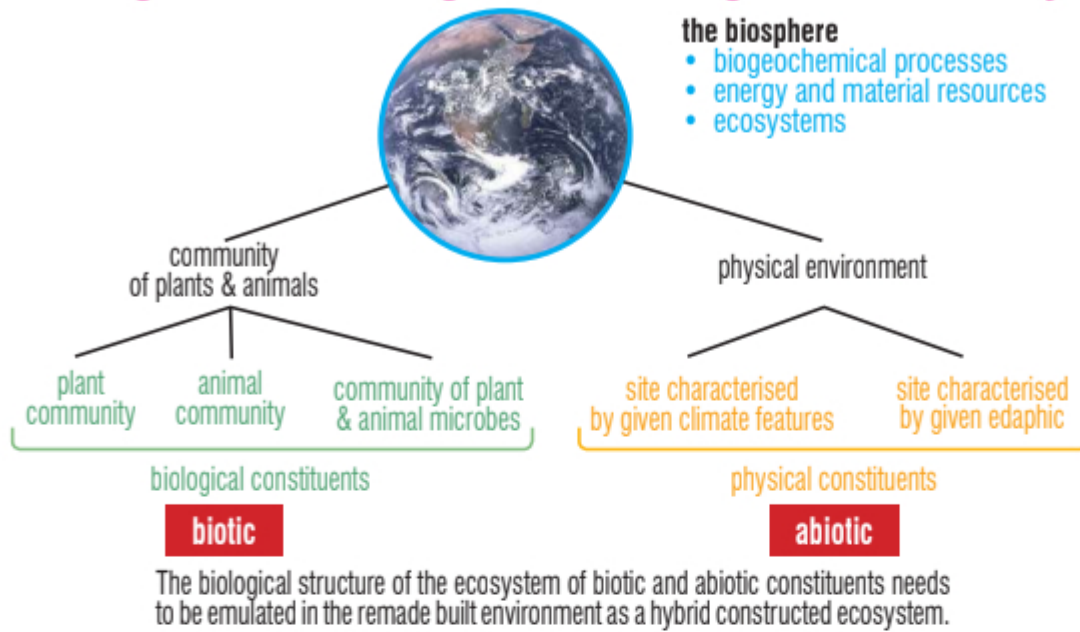 the biosphere
• biogeochemical processes
• energy and material resources
• ecosystems
community
of plants & animals
physical environment
plant
community
animal
community
community of plant
& animal microbes
site characterised
by given climate features
site characterised
by given edaphic
biological constituents
physical constituents
biotic
abiotic
The biological structure of the ecosystem of biotic and abiotic constituents needs
to be emulated in the remade built environment as a hybrid constructed ecosystem.